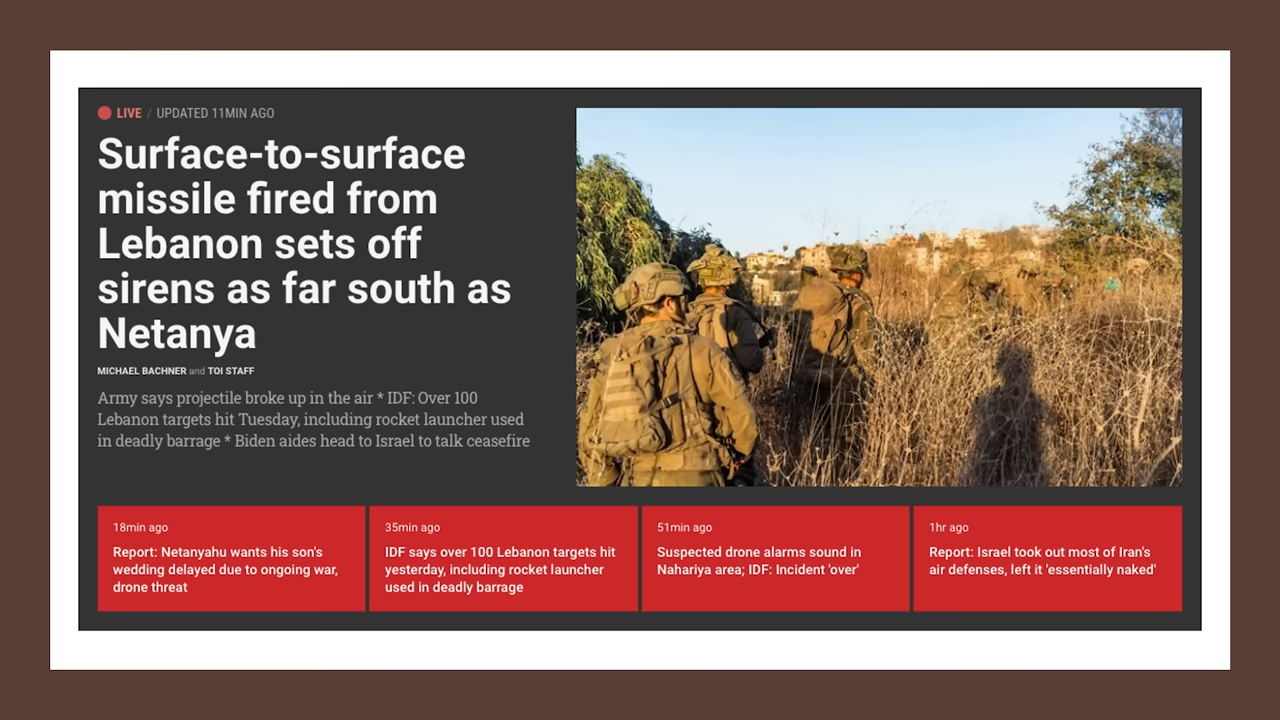 LIVE / UPDATED 11MIN AGO
Surface-to-surface
missile fired from
Lebanon sets off
sirens as far south as
Netanya
MICHAEL BACHNER and TOI STAFF
Army says projectile broke up in the air * IDF: Over 100
Lebanon targets hit Tuesday, including rocket launcher used
in deadly barrage * Biden aides head to Israel to talk ceasefire
18min ago
Report: Netanyahu wants his son's
wedding delayed due to ongoing war,
drone threat
35min ago
IDF says over 100 Lebanon targets hit
yesterday, including rocket launcher
used in deadly barrage
51min ago
Suspected drone alarms sound in
Nahariya area; IDF: Incident 'over'
1hr ago
Report: Israel took out most of Iran's
air defenses, left it 'essentially naked'